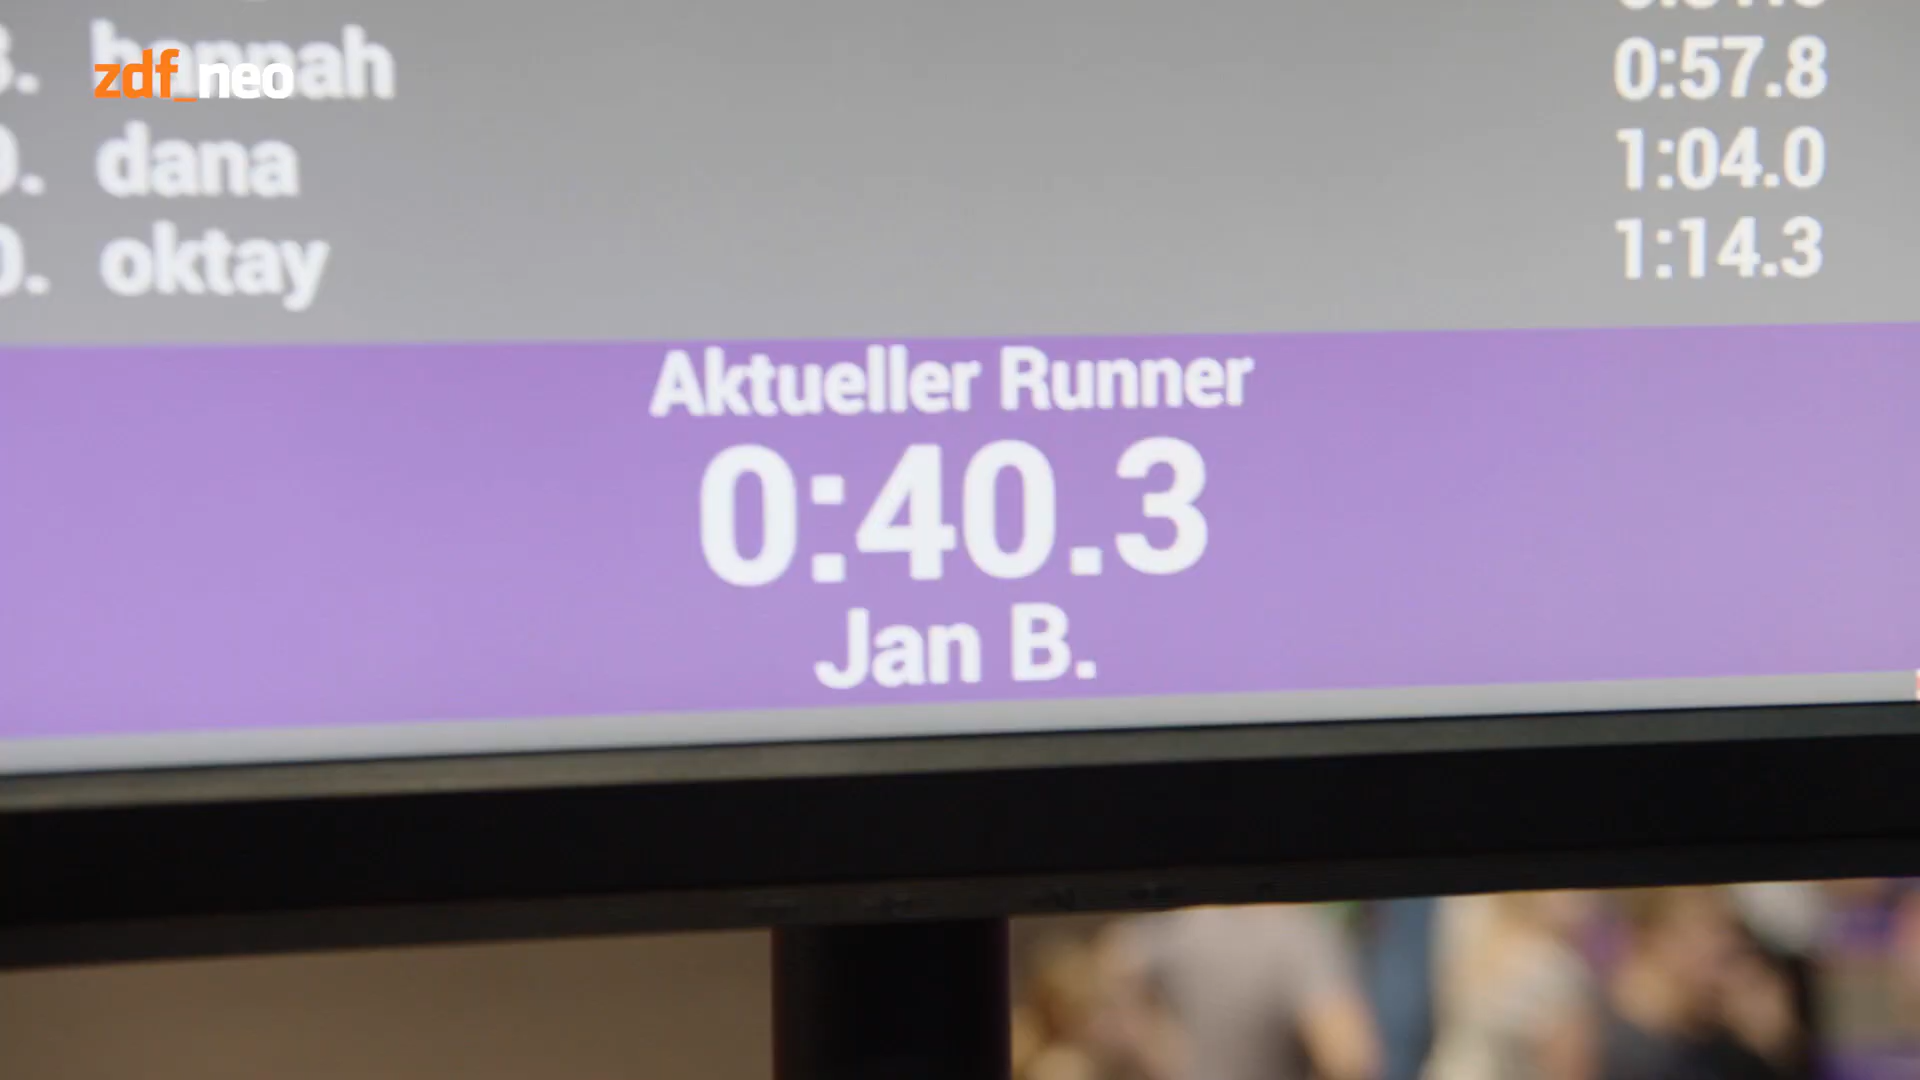 zdf_neo
hannah 0:57.8
dana 1:04.0
oktay 1:14.3
Aktueller Runner
0:40.3
Jan B.